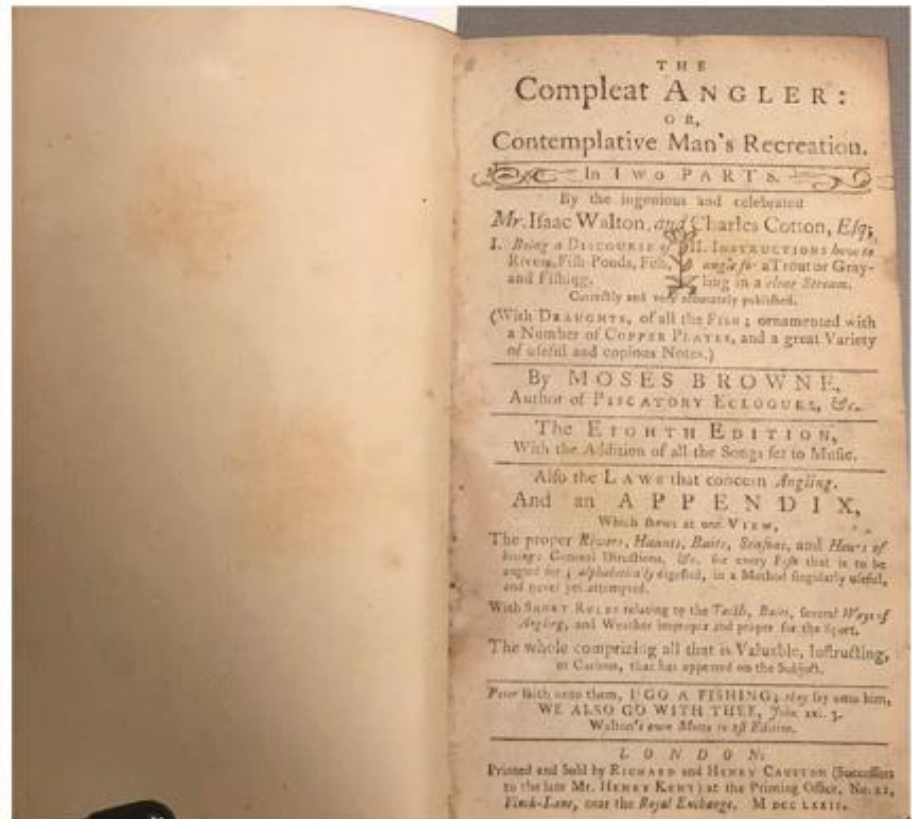 THE
Compleat ANGLER:
OR,
Contemplative Man's Recreation.
In Two PARTS.
By the ingenious and celebrated
Mr. Iſaac Walton, and Charles Cotton, Eſq;
I. Being a DISCOURSE of
Rivers, Fiſh-Ponds, Fiſh,
and Fiſhing.
II. INSTRUCTIONS how to
angle for a Trout or Gray-
ling in a clear Stream.
Correctly and very accurately publiſhed.
(With DRAUGHTS, of all the FISH; ornamented with
a Number of COPPER PLATES, and a great Variety
of uſeful and copious Notes.)
By MOSES BROWNE,
Author of PISCATORY ECLOGUES, &c.
The EIGHTH EDITION,
With the Addition of all the Songs ſet to Muſic.
Alſo the LAWS that concern Angling.
And an APPENDIX,
Which ſhews at one VIEW,
The proper Rivers, Haunts, Baits, Seaſons, and Hours of
biting: General Directions, &c. for every Fiſh that is to be
angled for; alphabetically digeſted, in a Method ſingularly uſeful,
and never yet attempted.
With SHORT RULES relating to the Tackle, Baits, ſeveral Ways of
Angling, and Weather improper and proper for the Sport.
The whole comprizing all that is Valuable, Inſtructing,
or Curious, that has appeared on the Subject.
Peter ſaith unto them, I GO A FISHING; they ſay unto him,
WE ALSO GO WITH THEE, John xxi. 3.
Walton's own Motto to 1ſt Edition.
LONDON:
Printed and Sold by RICHARD and HENRY CAUSTON (Succeſſors
to the late Mr. HENRY KENT) at the Printing Office, No. 21,
Finch-Lane, near the Royal Exchange. M DCC LXXII.